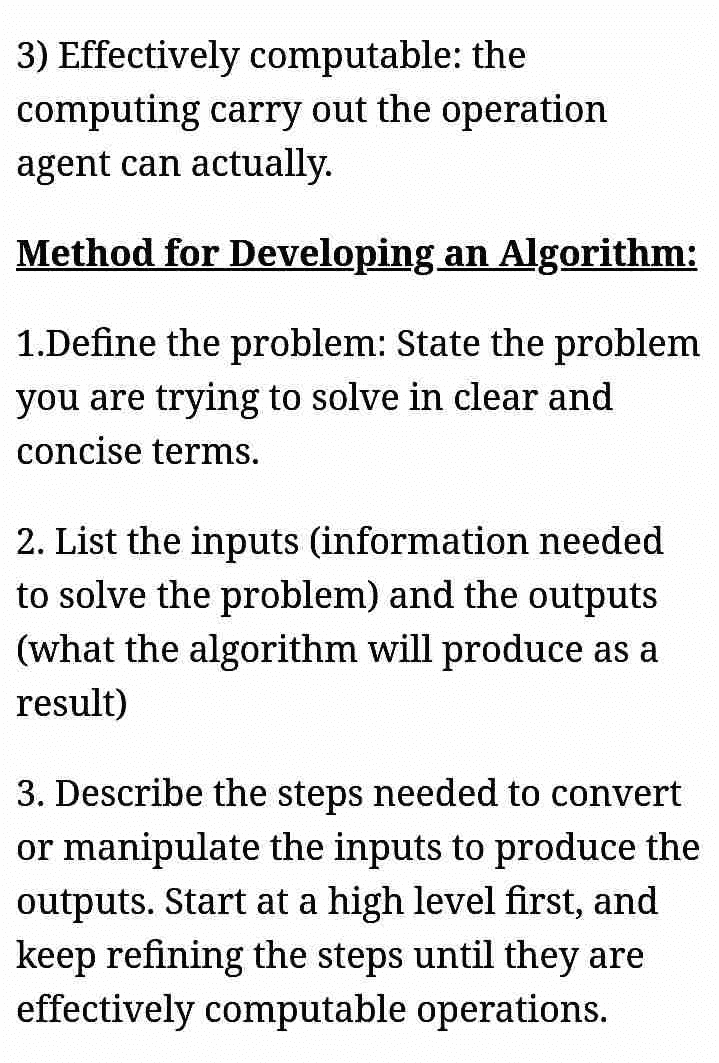 3) Effectively computable: the
computing carry out the operation
agent can actually.
Method for Developing an Algorithm:
1.Define the problem: State the problem
you are trying to solve in clear and
concise terms.
2. List the inputs (information needed
to solve the problem) and the outputs
(what the algorithm will produce as a
result)
3. Describe the steps needed to convert
or manipulate the inputs to produce the
outputs. Start at a high level first, and
keep refining the steps until they are
effectively computable operations.